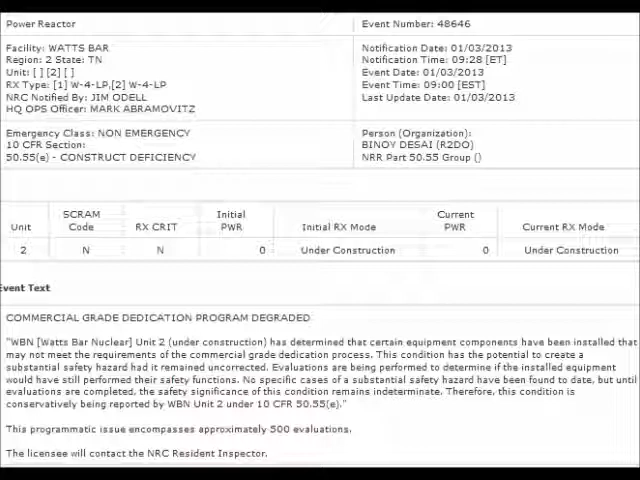 Power Reactor
Event Number: 48646
Facility: WATTS BAR
Region: 2 State: TN
Unit: [ ] [2] [ ]
RX Type: [1] W-4-LP,[2] W-4-LP
NRC Notified By: JIM ODELL
HQ OPS Officer: MARK ABRAMOVITZ
Notification Date: 01/03/2013
Notification Time: 09:28 [ET]
Event Date: 01/03/2013
Event Time: 09:00 [EST]
Last Update Date: 01/03/2013
Emergency Class: NON EMERGENCY
10 CFR Section:
50.55(e) - CONSTRUCT DEFICIENCY
Person (Organization):
BINOY DESAI (R2DO)
NRR Part 50.55 Group ()
Unit SCRAM Code RX CRIT Initial PWR Initial RX Mode Current PWR Current RX Mode
2 N N 0 Under Construction 0 Under Construction
Event Text
COMMERCIAL GRADE DEDICATION PROGRAM DEGRADED
"WBN [Watts Bar Nuclear] Unit 2 (under construction) has determined that certain equipment components have been installed that
may not meet the requirements of the commercial grade dedication process. This condition has the potential to create a
substantial safety hazard had it remained uncorrected. Evaluations are being performed to determine if the installed equipment
would have still performed their safety functions. No specific cases of a substantial safety hazard have been found to date, but until
evaluations are completed, the safety significance of this condition remains indeterminate. Therefore, this condition is
conservatively being reported by WBN Unit 2 under 10 CFR 50.55(e)."
This programmatic issue encompasses approximately 500 evaluations.
The licensee will contact the NRC Resident Inspector.